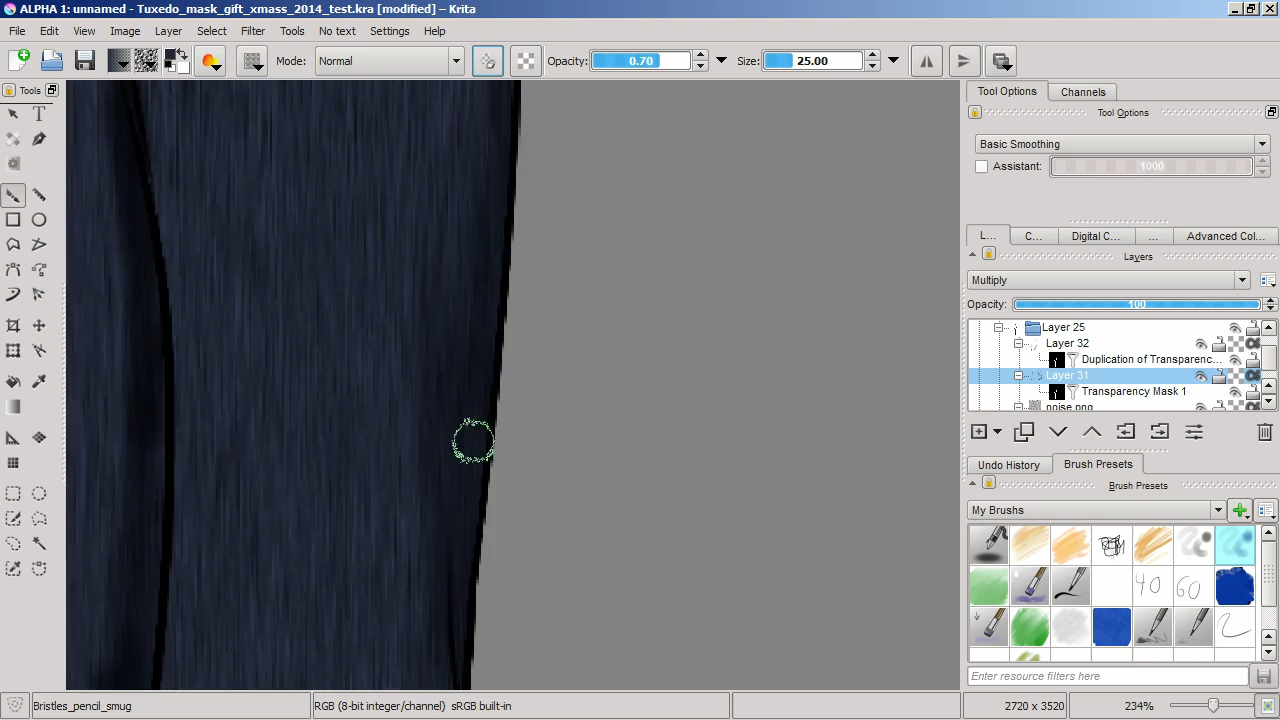 ALPHA 1: unnamed - Tuxedo_mask_gift_xmass_2014_test.kra [modified] - Krita
File Edit View Image Layer Select Filter Tools No text Settings Help
Mode: Normal Opacity: 0.70 Size: 25.00
Tools
Tool Options Channels
Tool Options
Basic Smoothing
Assistant: 1000
L... C... Digital C... ... Advanced Col...
Layers
Multiply
Opacity: 100
Layer 25
Layer 32
Duplication of Transparenc...
Layer 31
Transparency Mask 1
noise.png
Undo History Brush Presets
Brush Presets
My Brushes
40 60
Enter resource filters here
Bristles_pencil_smug RGB (8-bit integer/channel) sRGB built-in 2720 x 3520 234%